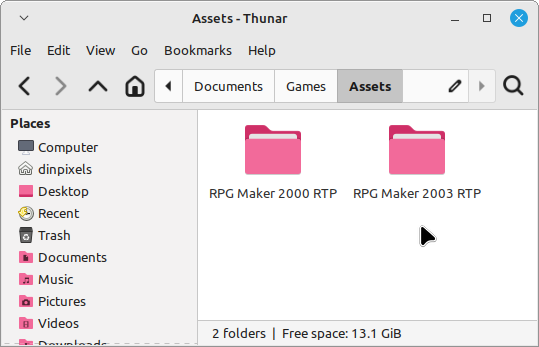 Assets - Thunar
File Edit View Go Bookmarks Help
Documents Games Assets
Places
Computer
dinpixels
Desktop
Recent
Trash
Documents
Music
Pictures
Videos
Downloads
RPG Maker 2000 RTP
RPG Maker 2003 RTP
2 folders | Free space: 13.1 GiB